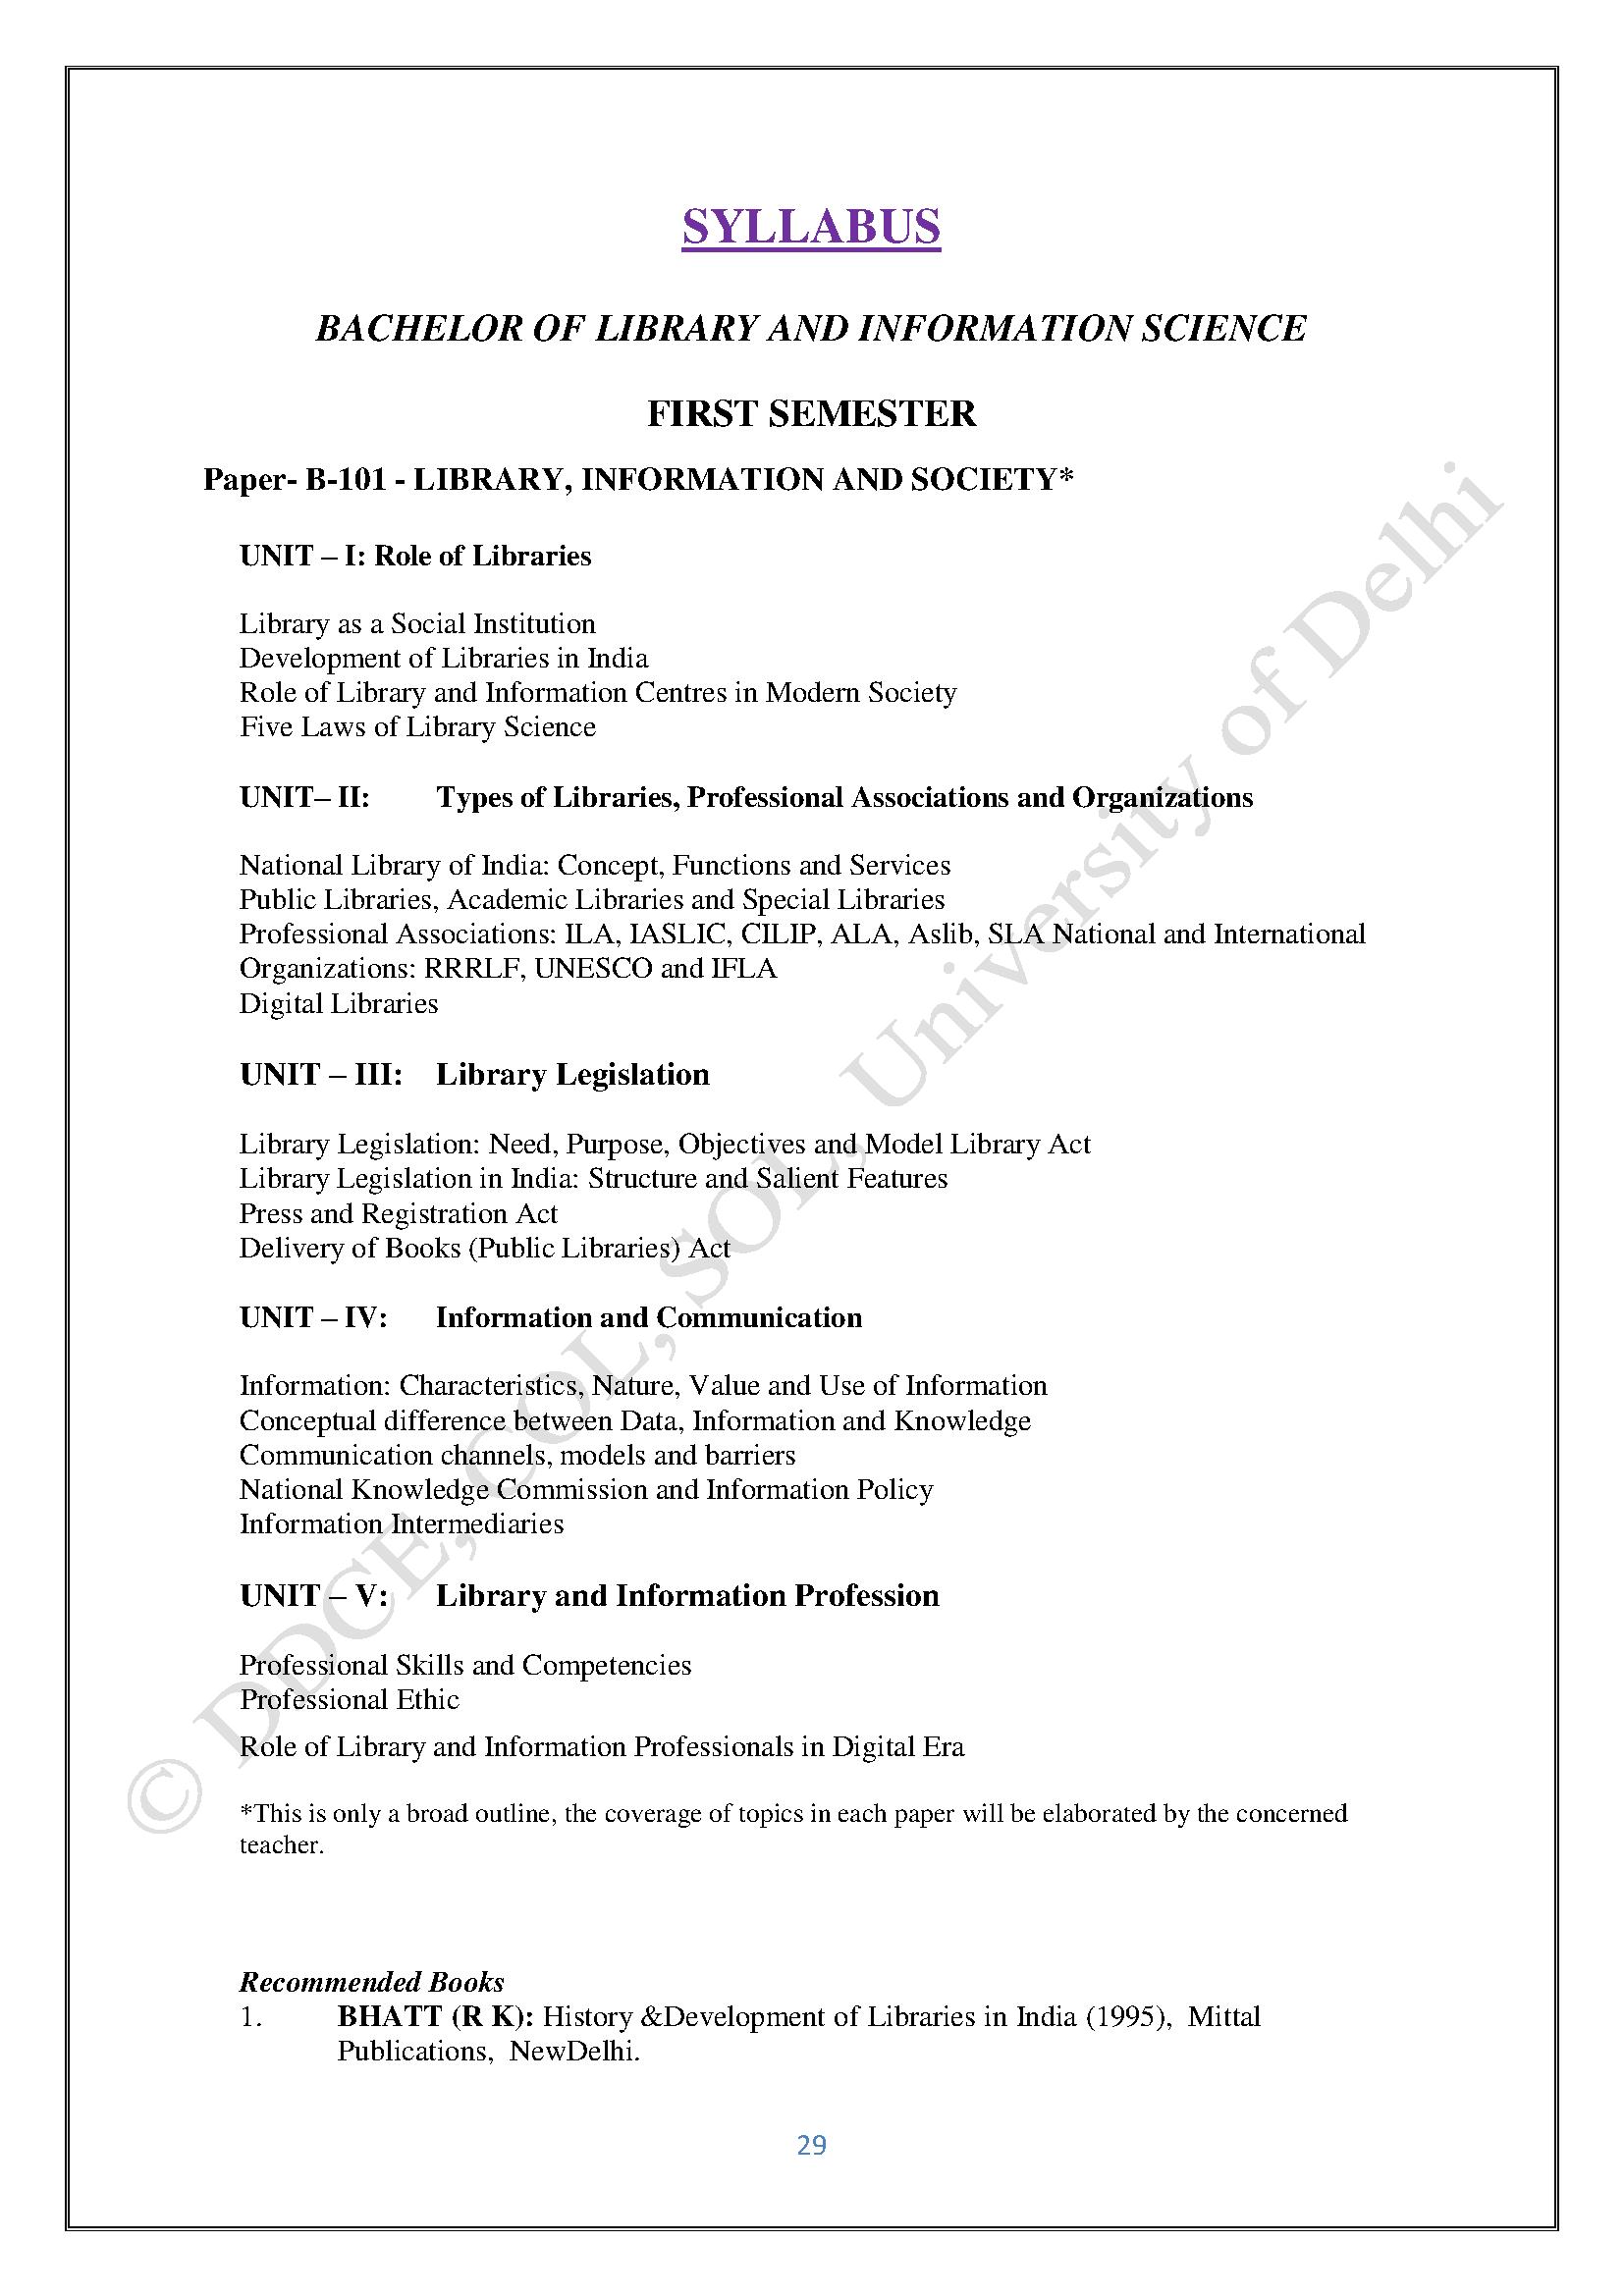 SYLLABUS
BACHELOR OF LIBRARY AND INFORMATION SCIENCE
FIRST SEMESTER
Paper- B-101 - LIBRARY, INFORMATION AND SOCIETY*
UNIT – I: Role of Libraries
Library as a Social Institution
Development of Libraries in India
Role of Library and Information Centres in Modern Society
Five Laws of Library Science
UNIT– II: Types of Libraries, Professional Associations and Organizations
National Library of India: Concept, Functions and Services
Public Libraries, Academic Libraries and Special Libraries
Professional Associations: ILA, IASLIC, CILIP, ALA, Aslib, SLA National and International
Organizations: RRRLF, UNESCO and IFLA
Digital Libraries
UNIT – III: Library Legislation
Library Legislation: Need, Purpose, Objectives and Model Library Act
Library Legislation in India: Structure and Salient Features
Press and Registration Act
Delivery of Books (Public Libraries) Act
UNIT – IV: Information and Communication
Information: Characteristics, Nature, Value and Use of Information
Conceptual difference between Data, Information and Knowledge
Communication channels, models and barriers
National Knowledge Commission and Information Policy
Information Intermediaries
UNIT – V: Library and Information Profession
Professional Skills and Competencies
Professional Ethic
Role of Library and Information Professionals in Digital Era
*This is only a broad outline, the coverage of topics in each paper will be elaborated by the concerned
teacher.
Recommended Books
1. BHATT (R K): History &Development of Libraries in India (1995), Mittal
Publications, NewDelhi.
29
© DDCE, COL, SOL, University of Delhi